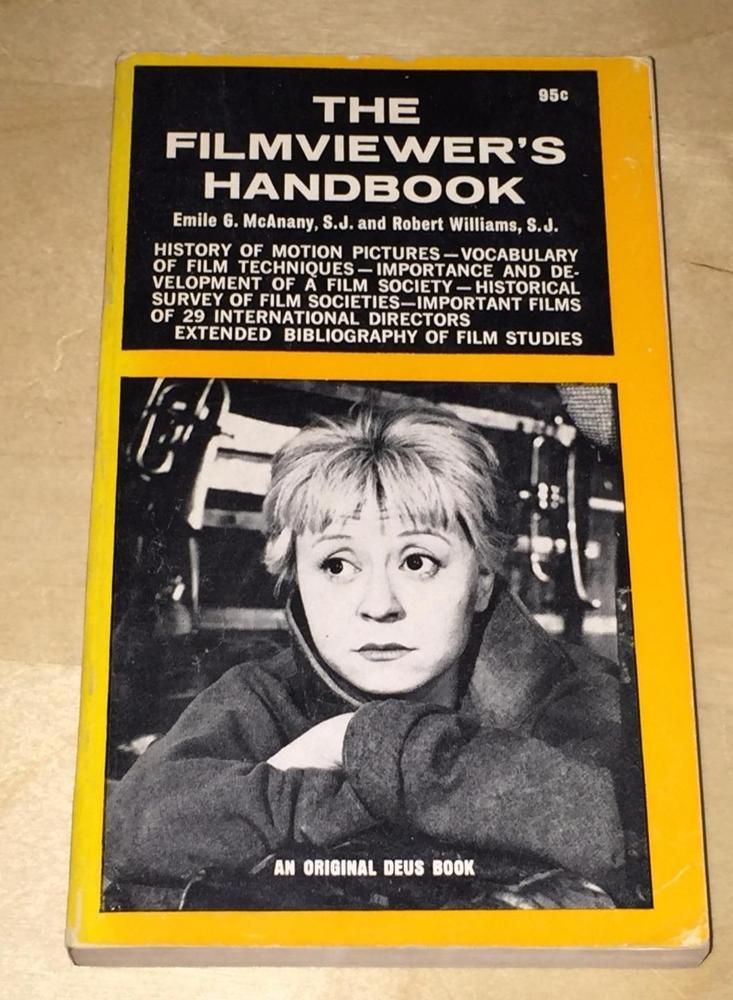 95c
THE
FILMVIEWER'S
HANDBOOK
Emile G. McAnany, S.J. and Robert Williams, S.J.
HISTORY OF MOTION PICTURES—VOCABULARY
OF FILM TECHNIQUES—IMPORTANCE AND DE-
VELOPMENT OF A FILM SOCIETY—HISTORICAL
SURVEY OF FILM SOCIETIES—IMPORTANT FILMS
OF 29 INTERNATIONAL DIRECTORS
EXTENDED BIBLIOGRAPHY OF FILM STUDIES
AN ORIGINAL DEUS BOOK